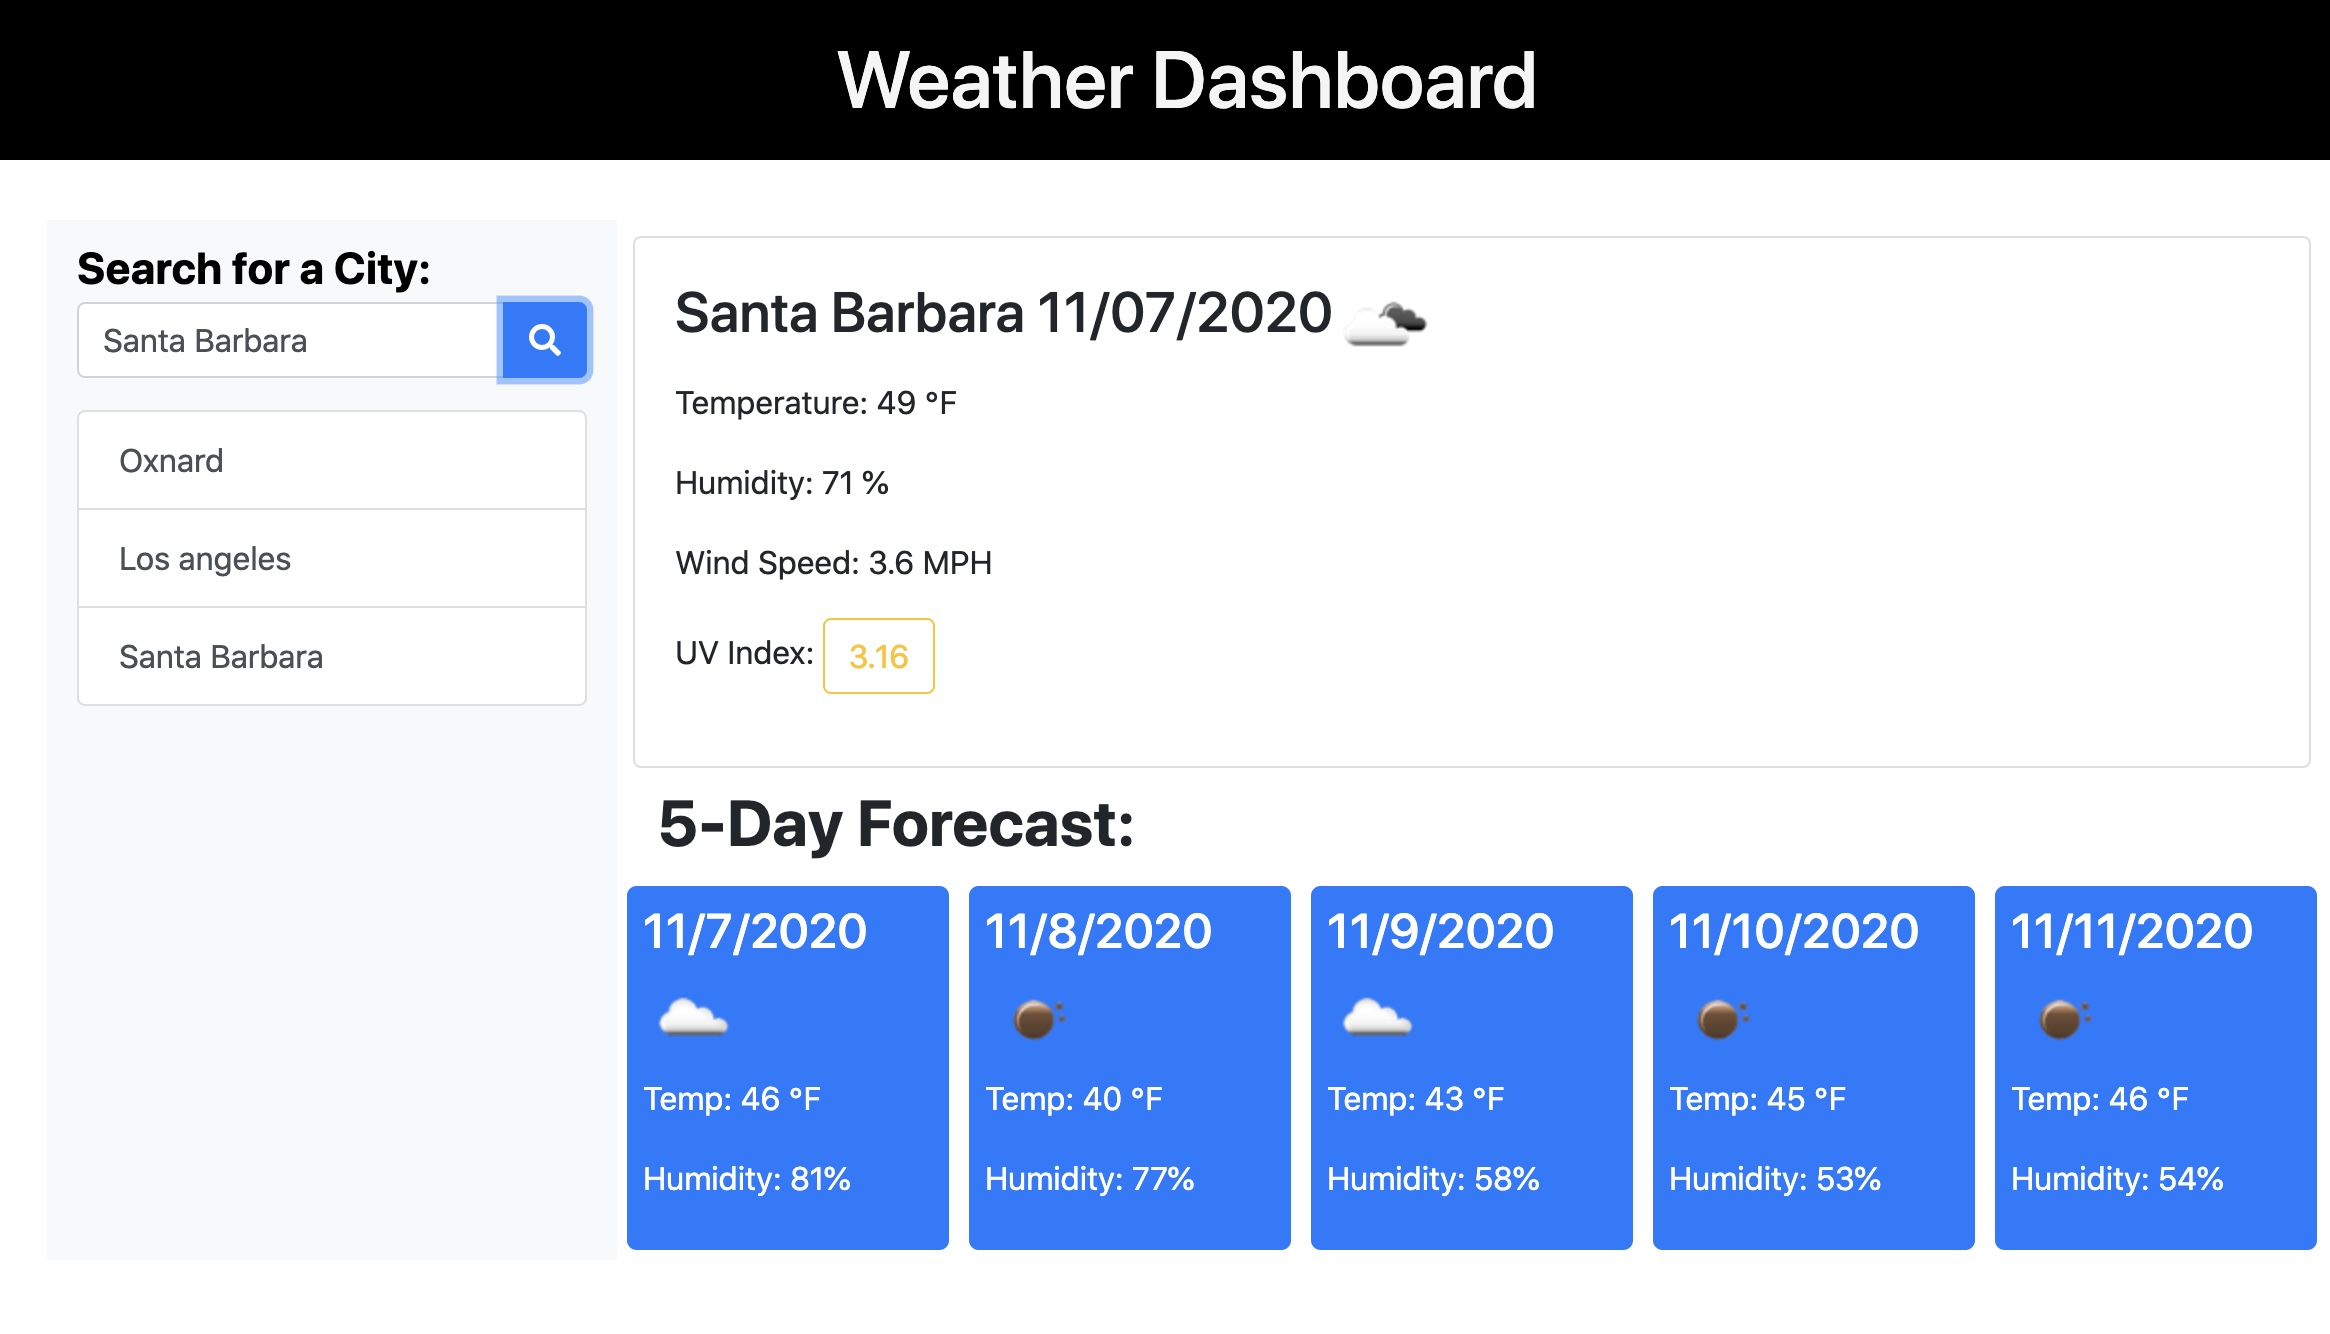 Weather Dashboard
Search for a City:
Santa Barbara
Oxnard
Los angeles
Santa Barbara
Santa Barbara 11/07/2020
Temperature: 49 °F
Humidity: 71 %
Wind Speed: 3.6 MPH
UV Index: 3.16
5-Day Forecast:
11/7/2020
Temp: 46 °F
Humidity: 81%
11/8/2020
Temp: 40 °F
Humidity: 77%
11/9/2020
Temp: 43 °F
Humidity: 58%
11/10/2020
Temp: 45 °F
Humidity: 53%
11/11/2020
Temp: 46 °F
Humidity: 54%